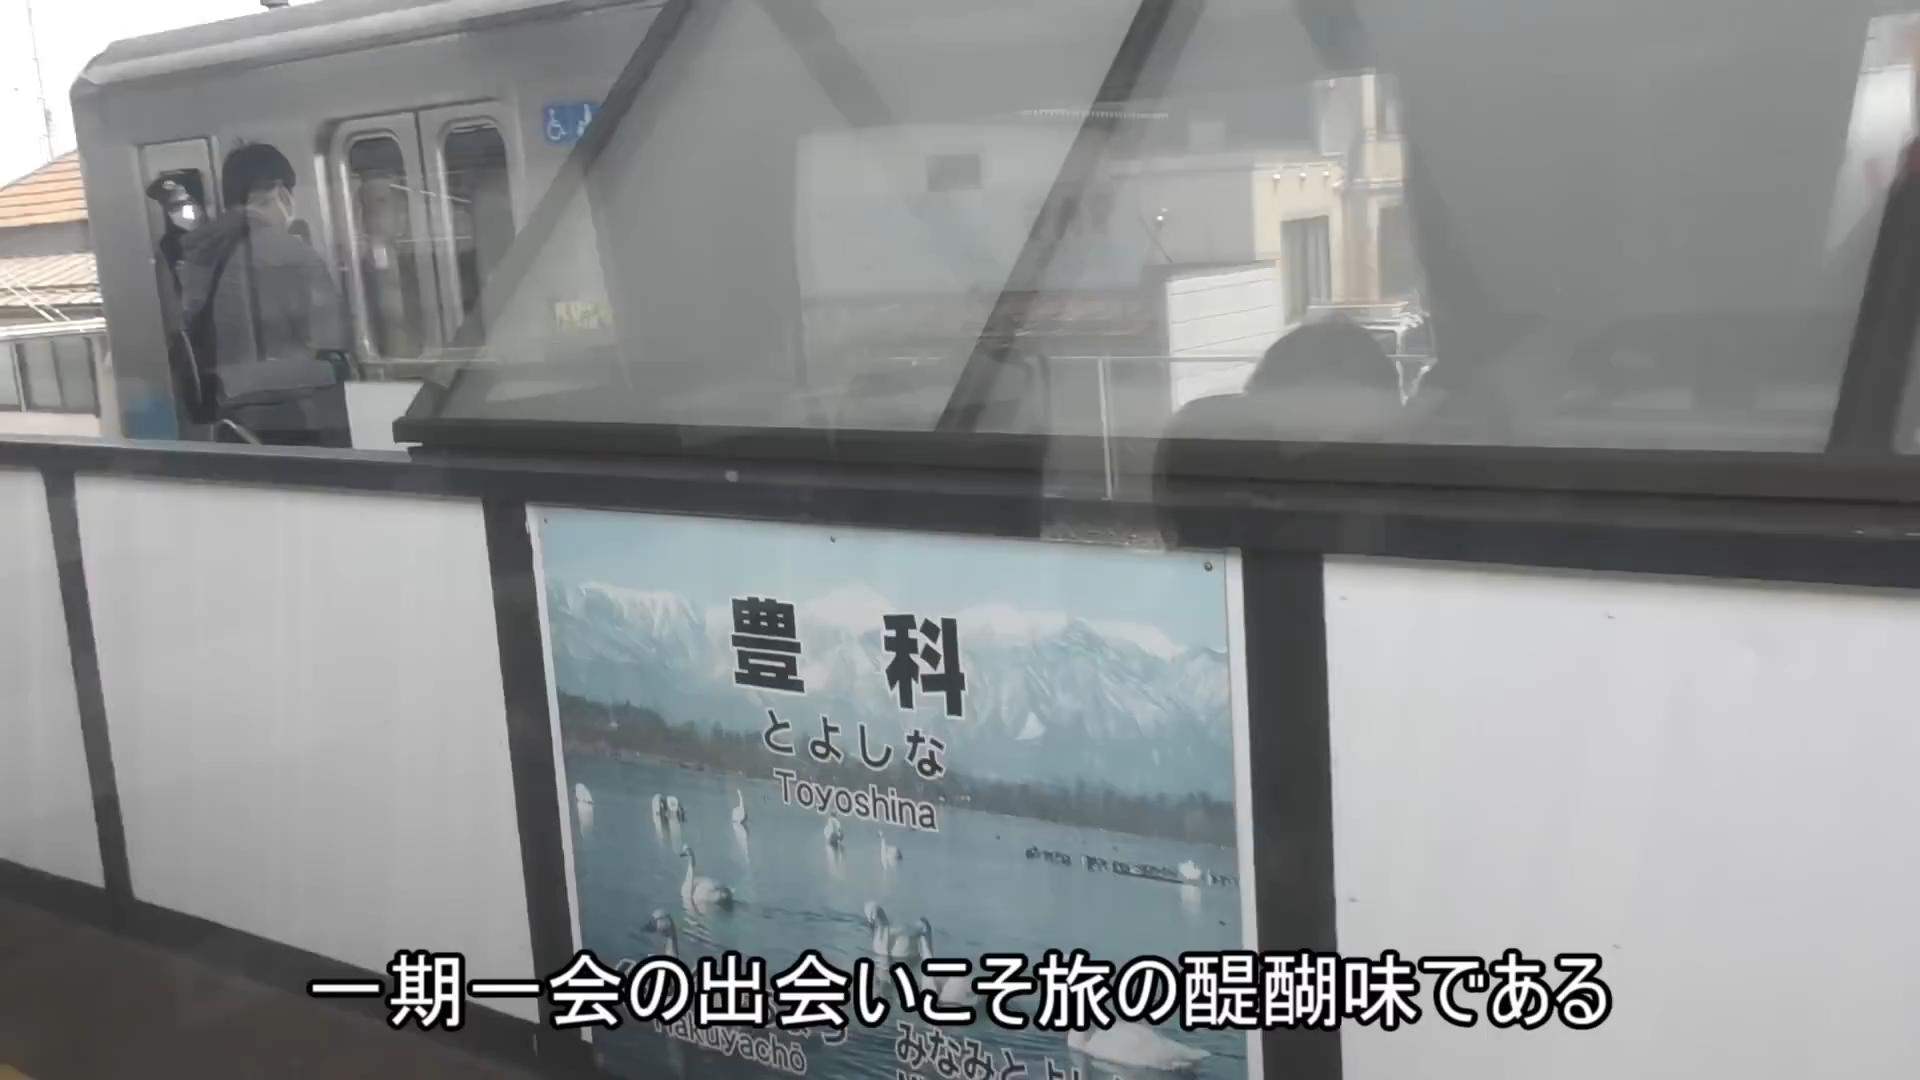 豊科
とよしな
Toyoshina
Hakuyachō
みなみとよし
一期一会の出会いこそ旅の醍醐味である